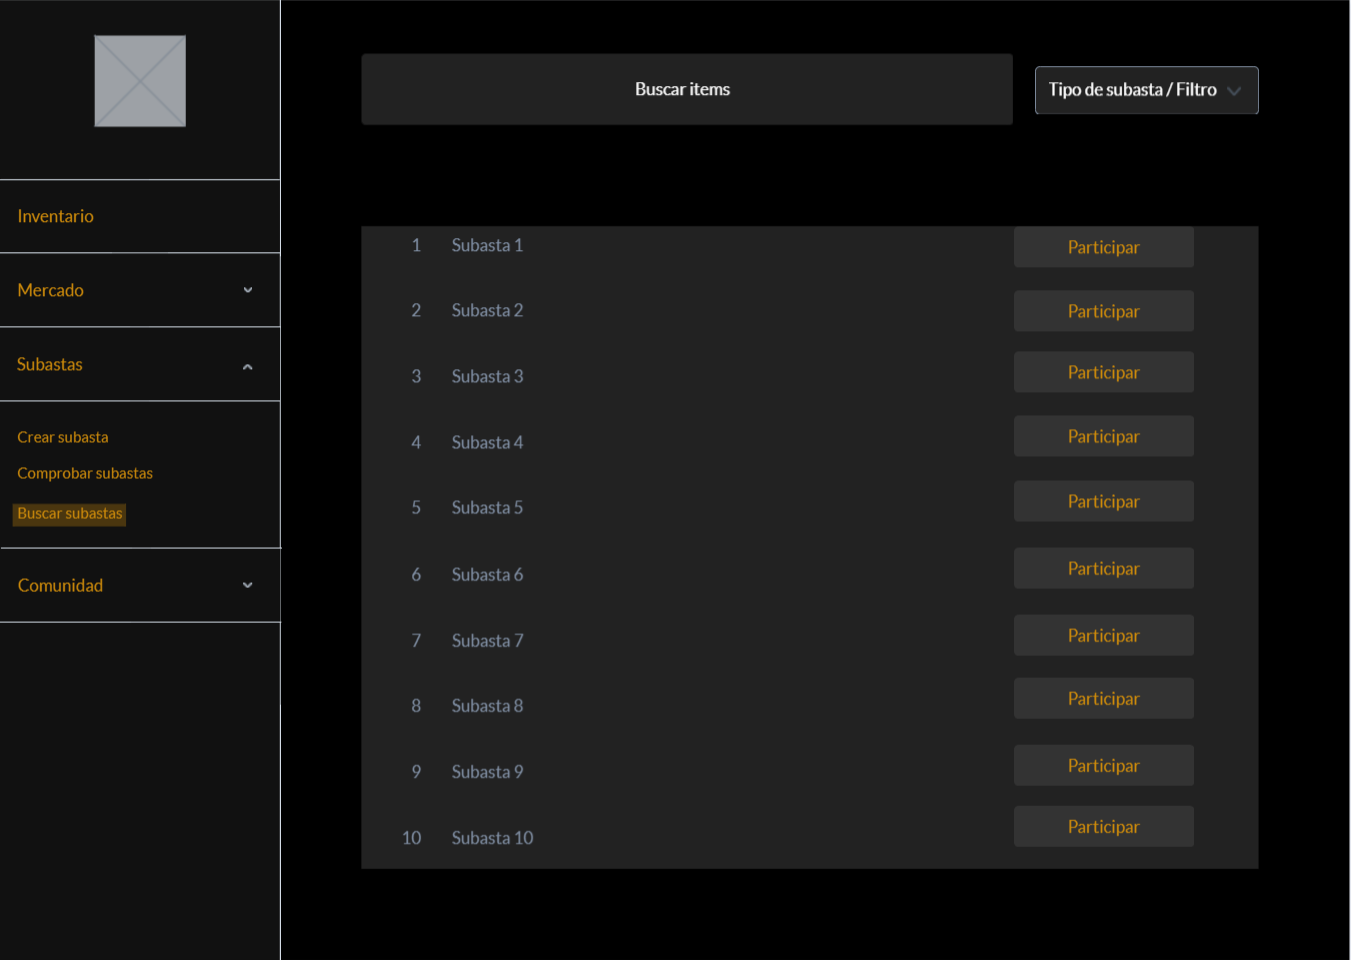 Buscar items
Tipo de subasta / Filtro
Inventario
Mercado
Subastas
Crear subasta
Comprobar subastas
Buscar subastas
Comunidad
1 Subasta 1 Participar
2 Subasta 2 Participar
3 Subasta 3 Participar
4 Subasta 4 Participar
5 Subasta 5 Participar
6 Subasta 6 Participar
7 Subasta 7 Participar
8 Subasta 8 Participar
9 Subasta 9 Participar
10 Subasta 10 Participar